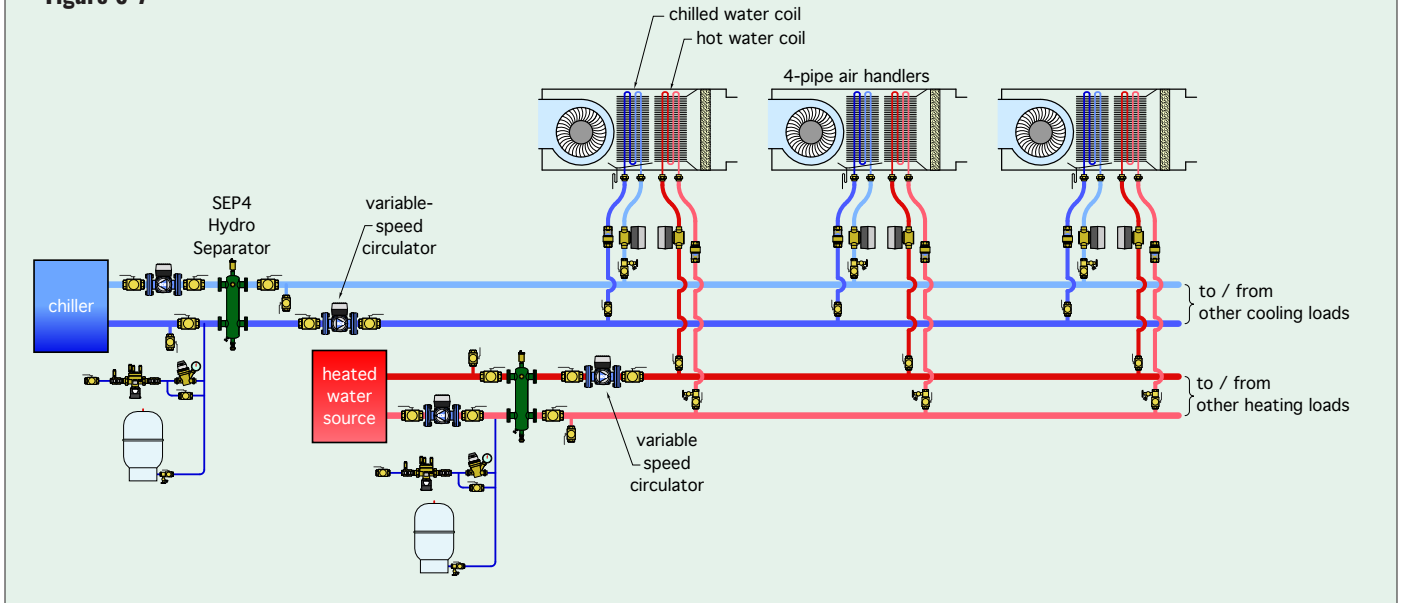 chilled water coil
hot water coil
4-pipe air handlers
SEP4
Hydro
Separator
variable-
speed
circulator
chiller
to / from
other cooling loads
heated
water
source
to / from
other heating loads
variable
speed
circulator